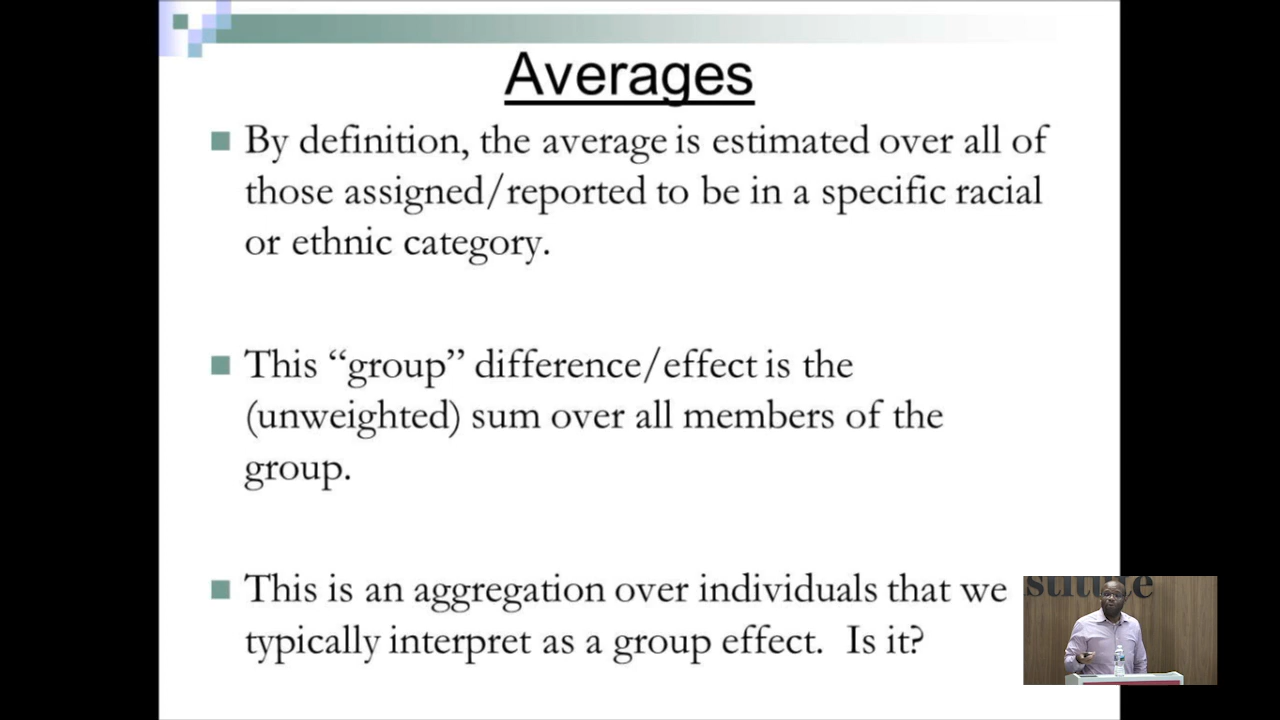 Averages
By definition, the average is estimated over all of
those assigned/reported to be in a specific racial
or ethnic category.
This “group” difference/effect is the
(unweighted) sum over all members of the
group.
This is an aggregation over individuals that we
typically interpret as a group effect.  Is it?
stitute